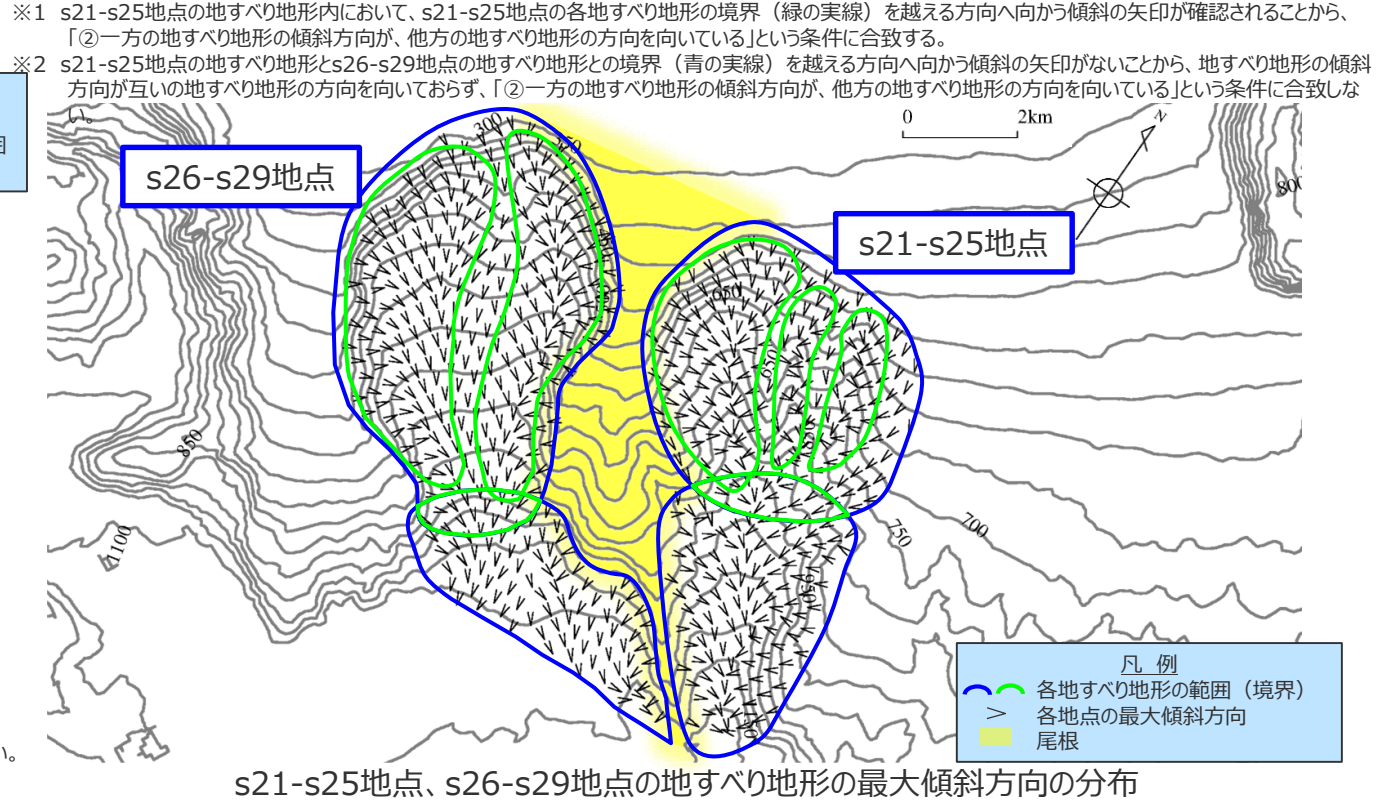 ※1 s21-s25地点の地すべり地形内において、s21-s25地点の各地すべり地形の境界（緑の実線）を越える方向へ向かう傾斜の矢印が確認されることから、
「②一方の地すべり地形の傾斜方向が、他方の地すべり地形の方向を向いている」という条件に合致する。
※2 s21-s25地点の地すべり地形とs26-s29地点の地すべり地形との境界（青の実線）を越える方向へ向かう傾斜の矢印がないことから、地すべり地形の傾斜
方向が互いの地すべり地形の方向を向いておらず、「②一方の地すべり地形の傾斜方向が、他方の地すべり地形の方向を向いている」という条件に合致しな
い。
0 2km
N
300
s26-s29地点
800
s21-s25地点
650
850
1100
750
700
凡 例
各地すべり地形の範囲（境界）
各地点の最大傾斜方向
尾根
い。
s21-s25地点、s26-s29地点の地すべり地形の最大傾斜方向の分布